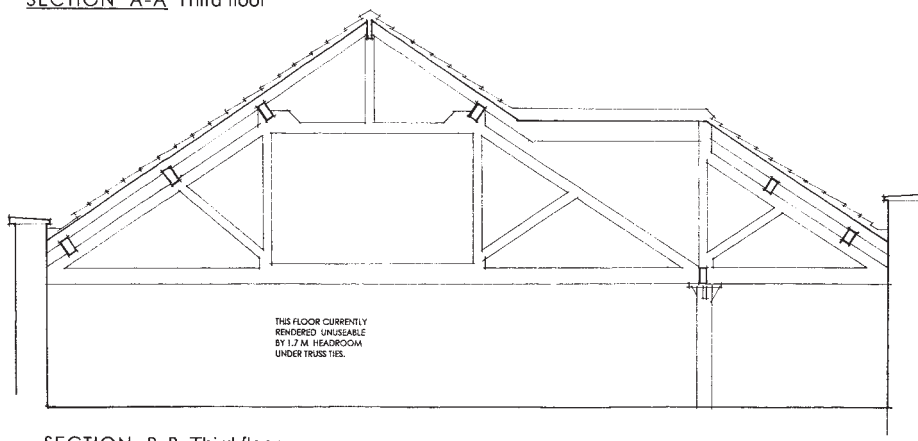 SECTION A-A Third floor
THIS FLOOR CURRENTLY
RENDERED UNUSEABLE
BY 1.7 M HEADROOM
UNDER TRUSS TIES.
SECTION B-B Third floor